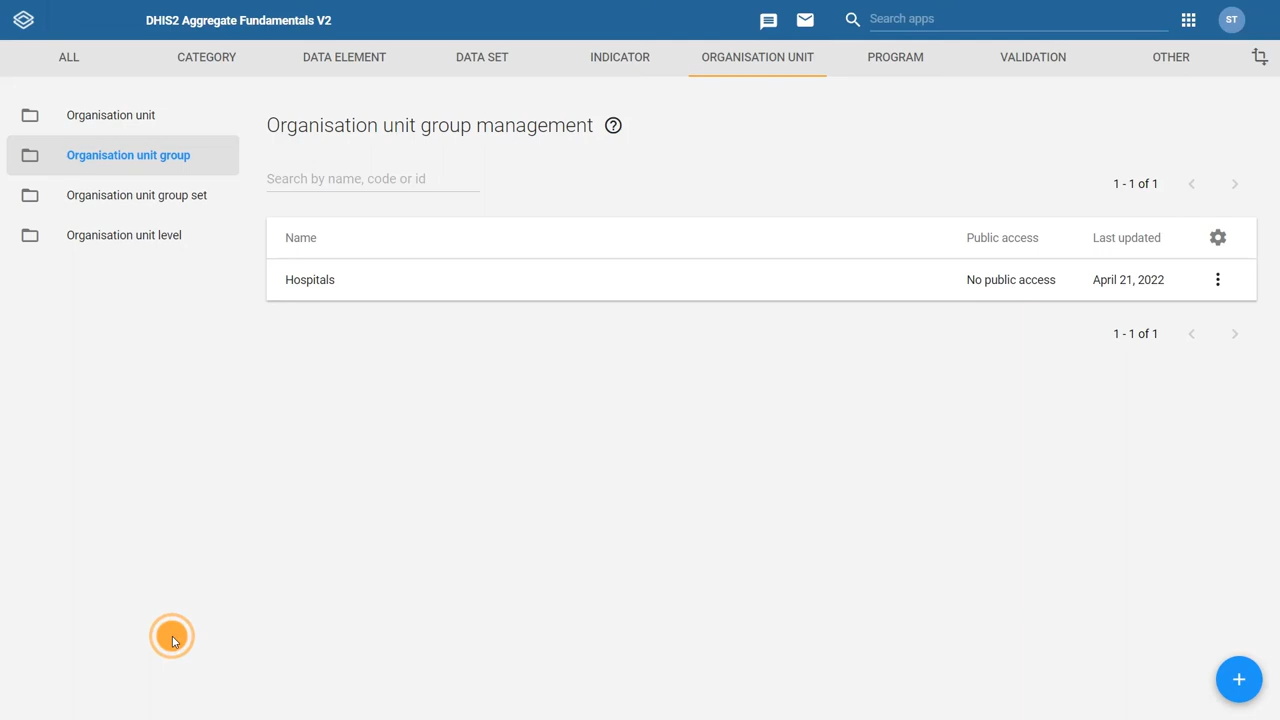 DHIS2 Aggregate Fundamentals V2
Search apps
ST
ALL CATEGORY DATA ELEMENT DATA SET INDICATOR ORGANISATION UNIT PROGRAM VALIDATION OTHER
Organisation unit
Organisation unit group
Organisation unit group set
Organisation unit level
Organisation unit group management
Search by name, code or id
1 - 1 of 1
Name Public access Last updated
Hospitals No public access April 21, 2022
1 - 1 of 1